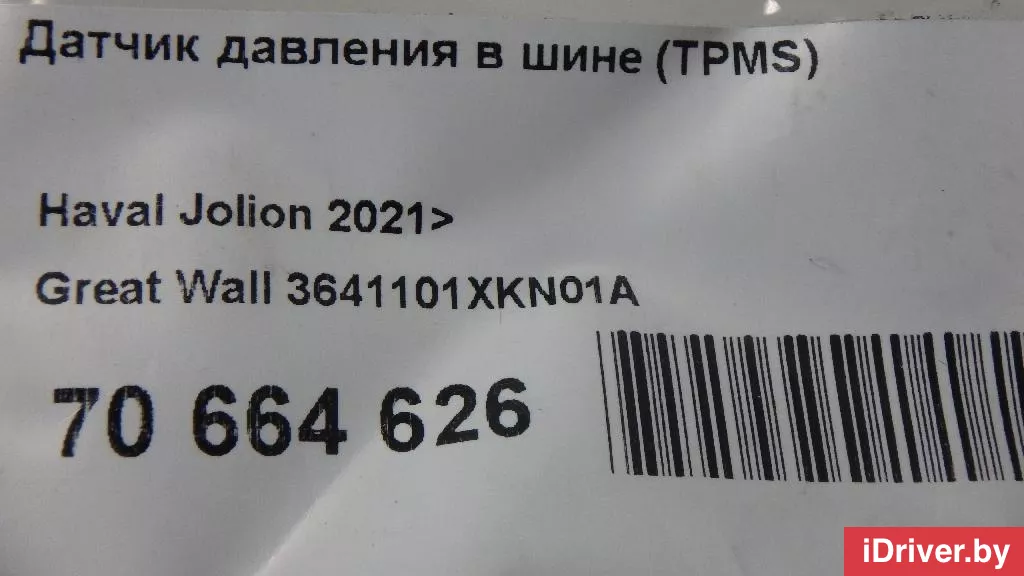 Датчик давления в шине (TPMS)
Haval Jolion 2021>
Great Wall 3641101XKN01A
70 664 626
iDriver.by